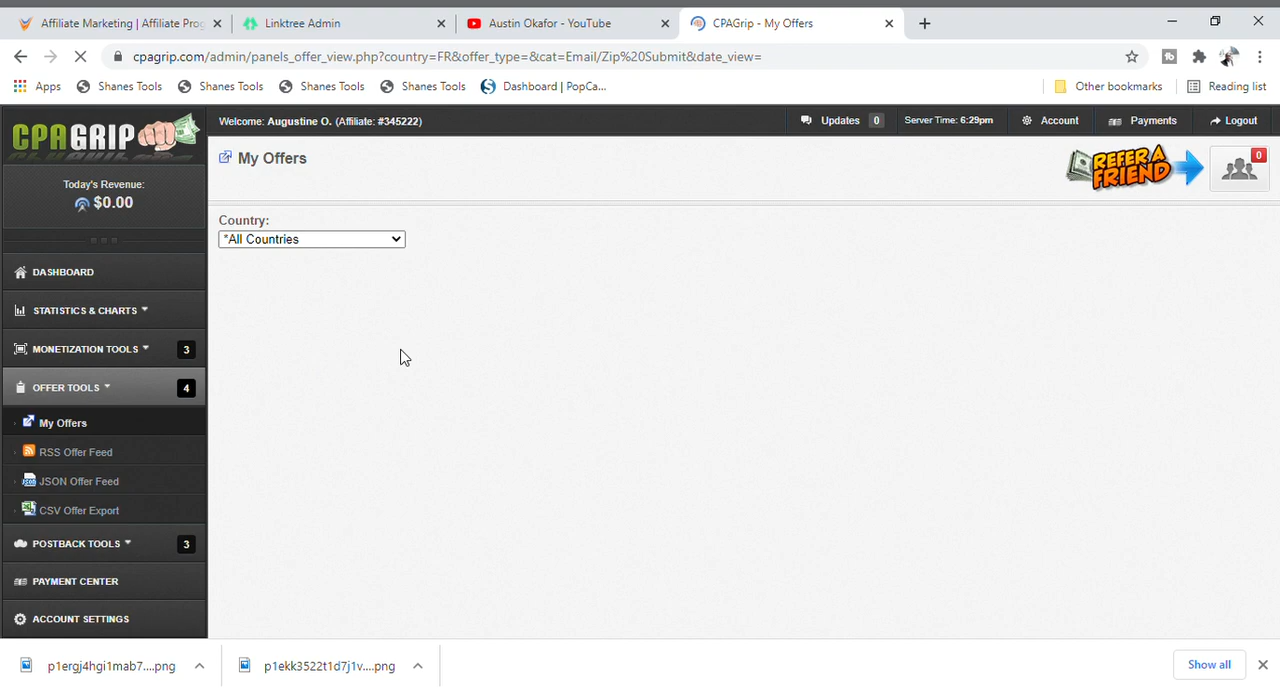 Affiliate Marketing | Affiliate Prog
Linktree Admin
Austin Okafor - YouTube
CPAGrip - My Offers
cpagrip.com/admin/panels_offer_view.php?country=FR&offer_type=&cat=Email/Zip%20Submit&date_view=
Apps
Shanes Tools
Shanes Tools
Shanes Tools
Shanes Tools
Dashboard | PopCa...
Other bookmarks
Reading list
CPAGRIP
Welcome: Augustine O. (Affiliate: #345222)
Updates 0
Server Time: 6:29pm
Account
Payments
Logout
Today's Revenue:
$0.00
My Offers
REFER A FRIEND
0
Country:
*All Countries
DASHBOARD
STATISTICS & CHARTS
MONETIZATION TOOLS 3
OFFER TOOLS 4
My Offers
RSS Offer Feed
JSON Offer Feed
CSV Offer Export
POSTBACK TOOLS 3
PAYMENT CENTER
ACCOUNT SETTINGS
p1ergj4hgi1mab7....png
p1ekk3522t1d7j1v....png
Show all